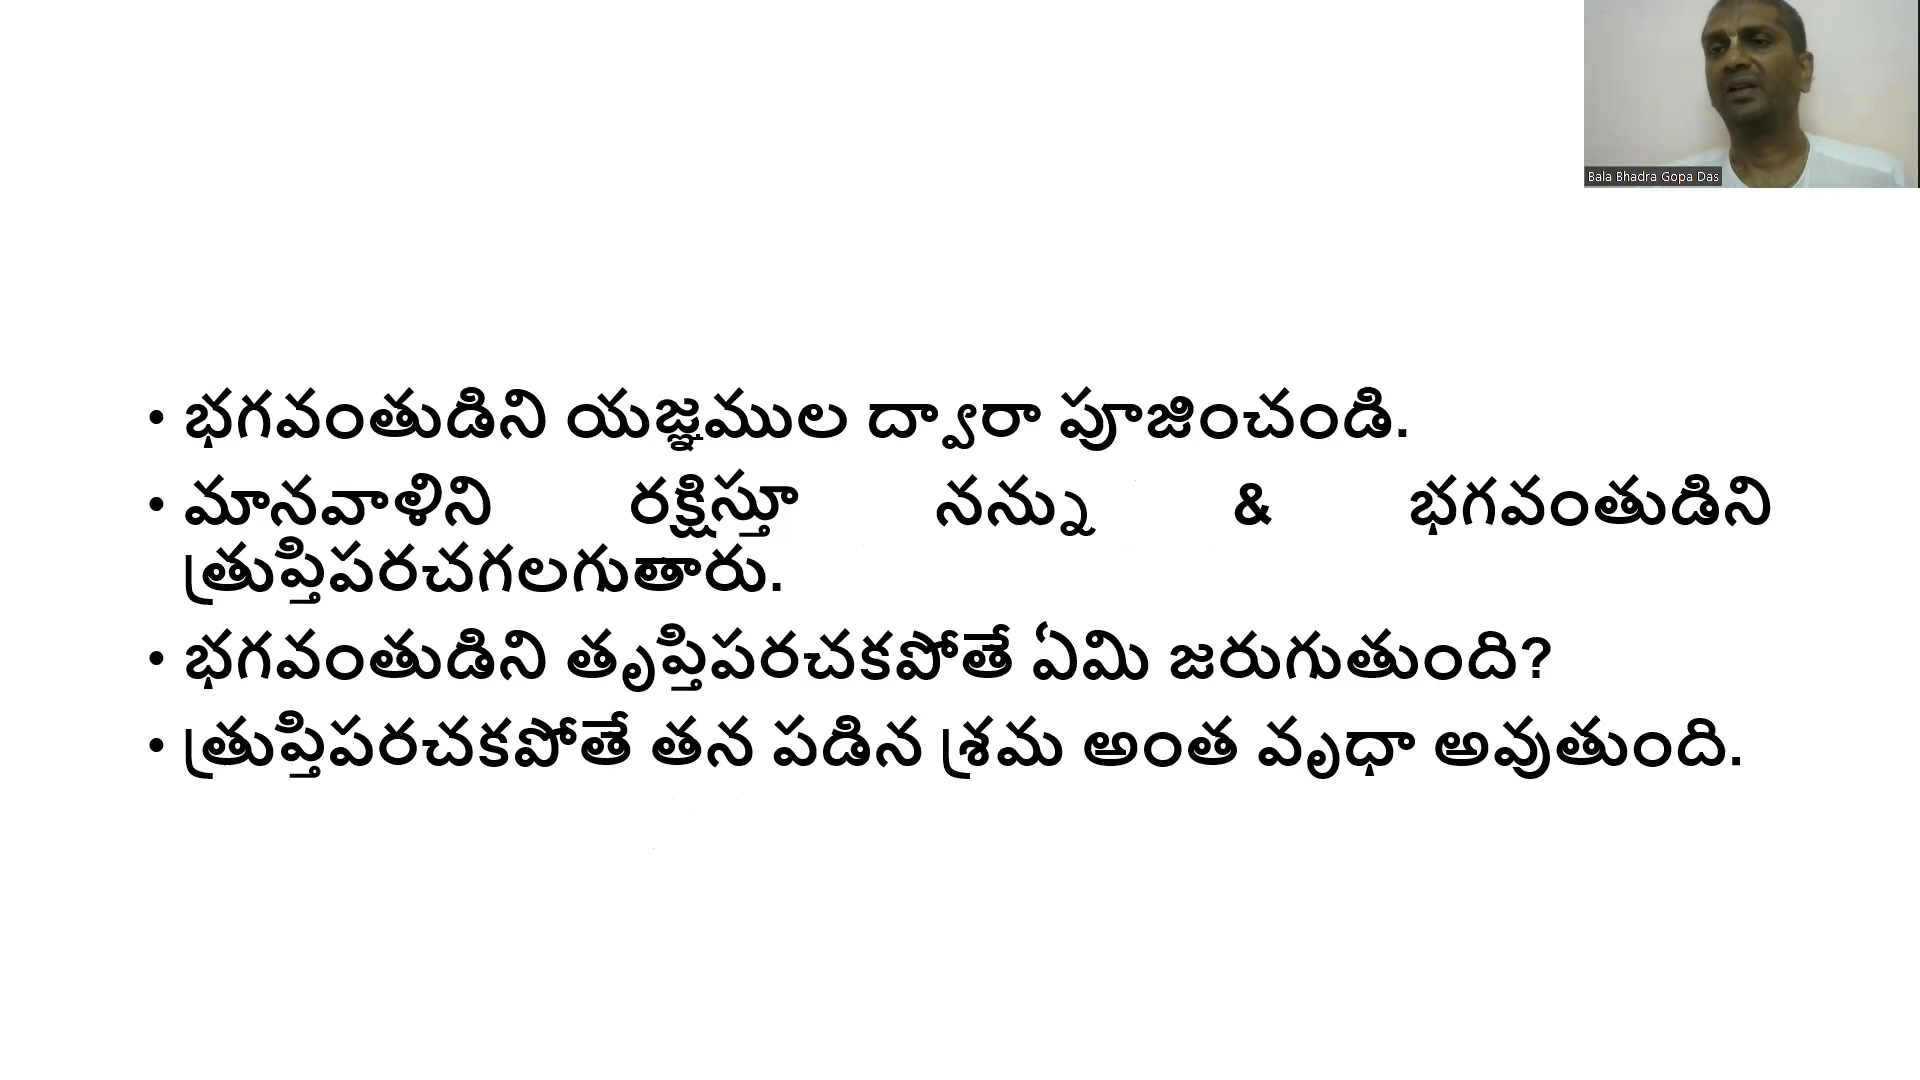 Bala Bhadra Gopa Das
• భగవంతుడిని యజ్ఞముల ద్వారా పూజించండి.
• మానవాళిని రక్షిస్తూ నన్ను & భగవంతుడిని
త్రుప్తిపరచగలగుతారు.
• భగవంతుడిని తృప్తిపరచకపోతే ఏమి జరుగుతుంది?
• త్రుప్తిపరచకపోతే తన పడిన శ్రమ అంత వృధా అవుతుంది.